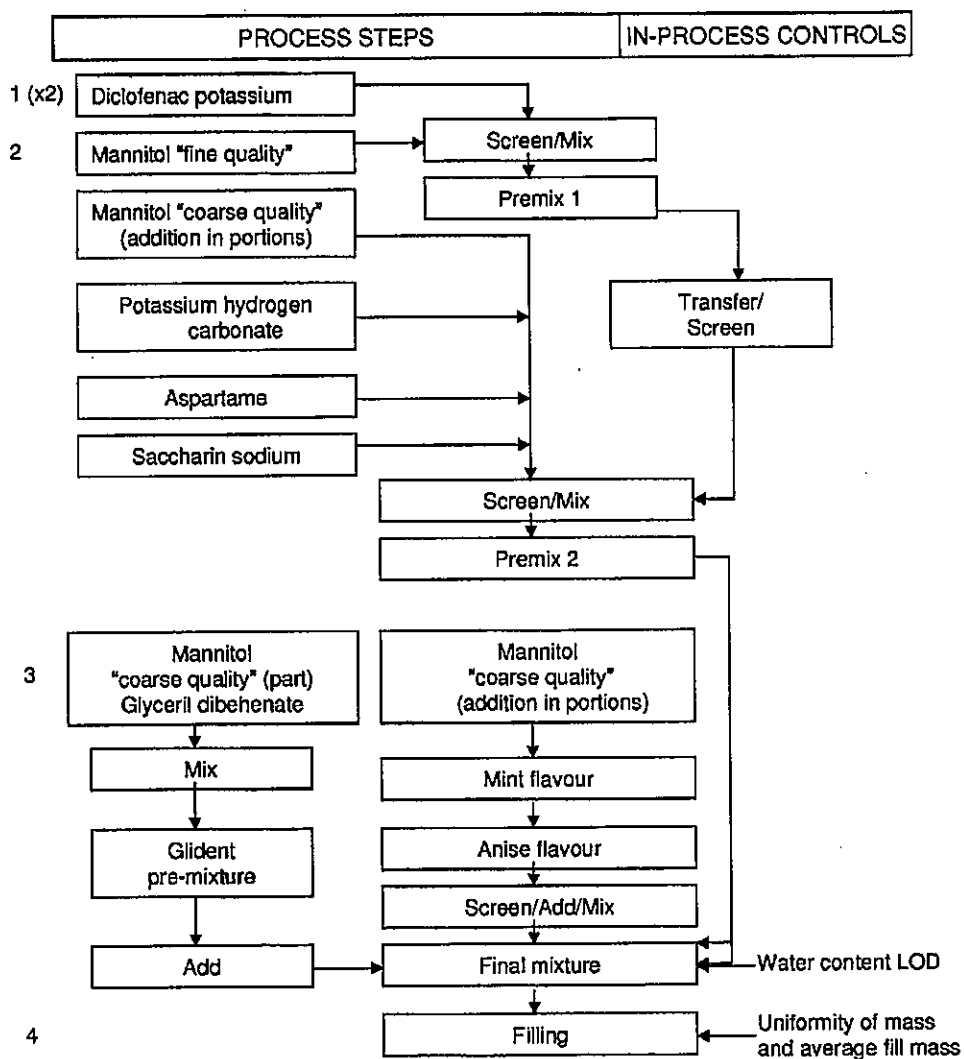 PROCESS STEPS
IN-PROCESS CONTROLS
1 (x2)
Diclofenac potassium
2
Mannitol "fine quality"
Screen/Mix
Premix 1
Mannitol "coarse quality"
(addition in portions)
Potassium hydrogen
carbonate
Transfer/
Screen
Aspartame
Saccharin sodium
Screen/Mix
Premix 2
3
Mannitol
"coarse quality" (part)
Glyceril dibehenate
Mannitol
"coarse quality"
(addition in portions)
Mix
Mint flavour
Glident
pre-mixture
Anise flavour
Screen/Add/Mix
Add
Final mixture
Water content LOD
4
Filling
Uniformity of mass
and average fill mass